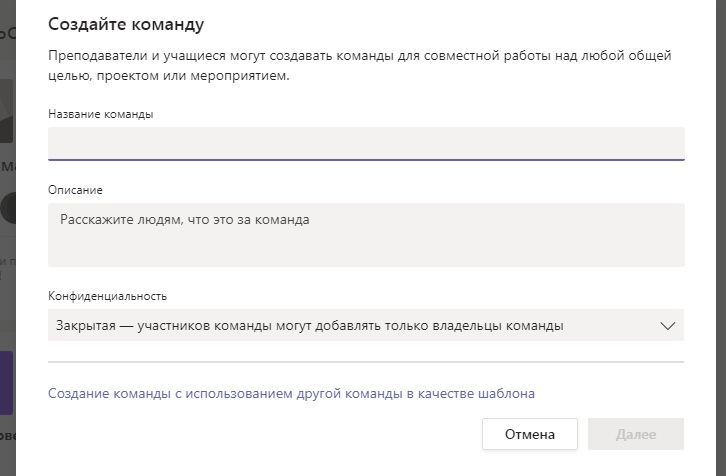 Создайте команду
Преподаватели и учащиеся могут создавать команды для совместной работы над любой общей
целью, проектом или мероприятием.
Название команды
Описание
Расскажите людям, что это за команда
Конфиденциальность
Закрытая — участников команды могут добавлять только владельцы команды
Создание команды с использованием другой команды в качестве шаблона
Отмена
Далее